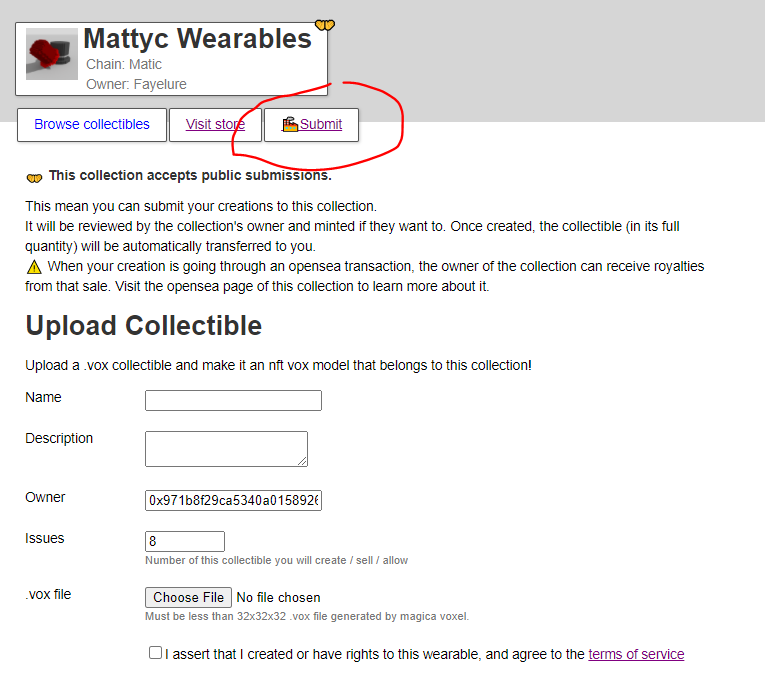 Mattyc Wearables
Chain: Matic
Owner: Fayelure
Browse collectibles
Visit store
Submit
This collection accepts public submissions.
This mean you can submit your creations to this collection.
It will be reviewed by the collection's owner and minted if they want to. Once created, the collectible (in its full
quantity) will be automatically transferred to you.
When your creation is going through an opensea transaction, the owner of the collection can receive royalties
from that sale. Visit the opensea page of this collection to learn more about it.
Upload Collectible
Upload a .vox collectible and make it an nft vox model that belongs to this collection!
Name
Description
Owner
0x971b8f29ca5340a0158926
Issues
8
Number of this collectible you will create / sell / allow
.vox file
Choose File No file chosen
Must be less than 32x32x32 .vox file generated by magica voxel.
I assert that I created or have rights to this wearable, and agree to the terms of service